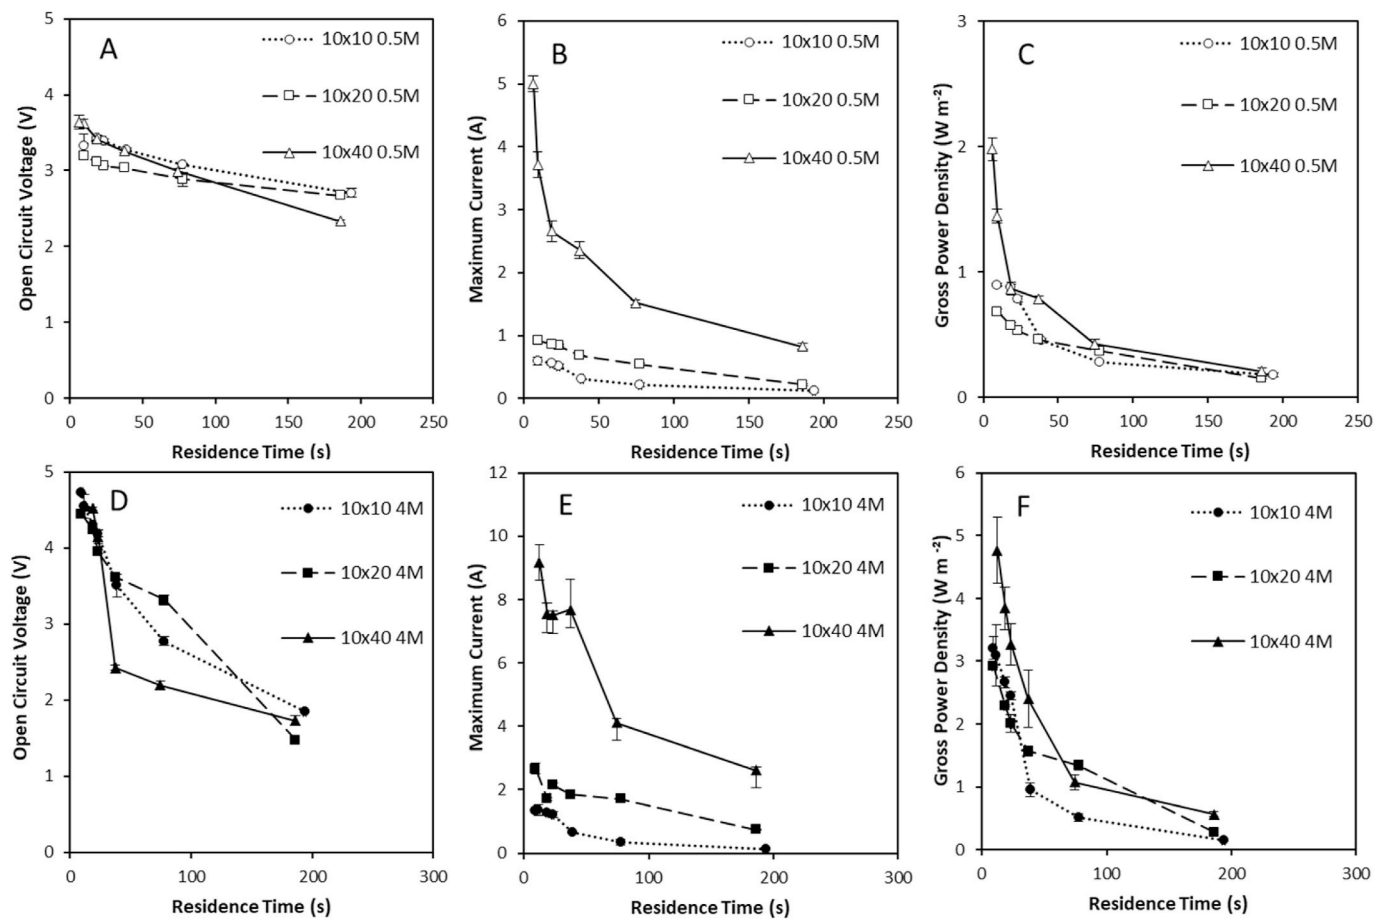 A
10x10 0.5M
10x20 0.5M
10x40 0.5M
Open Circuit Voltage (V)
5
4
3
2
1
0
0 50 100 150 200 250
Residence Time (s)
B
10x10 0.5M
10x20 0.5M
10x40 0.5M
Maximum Current (A)
6
5
4
3
2
1
0
0 50 100 150 200 250
Residence Time (s)
C
10x10 0.5M
10x20 0.5M
10x40 0.5M
Gross Power Density (W m⁻²)
3
2
1
0
0 50 100 150 200 250
Residence Time (s)
D
10x10 4M
10x20 4M
10x40 4M
Open Circuit Voltage (V)
5
4
3
2
1
0
0 100 200 300
Residence Time (s)
E
10x10 4M
10x20 4M
10x40 4M
Maximum Current (A)
12
10
8
6
4
2
0
0 100 200 300
Residence Time (s)
F
10x10 4M
10x20 4M
10x40 4M
Gross Power Density (W m⁻²)
6
5
4
3
2
1
0
0 100 200 300
Residence Time (s)